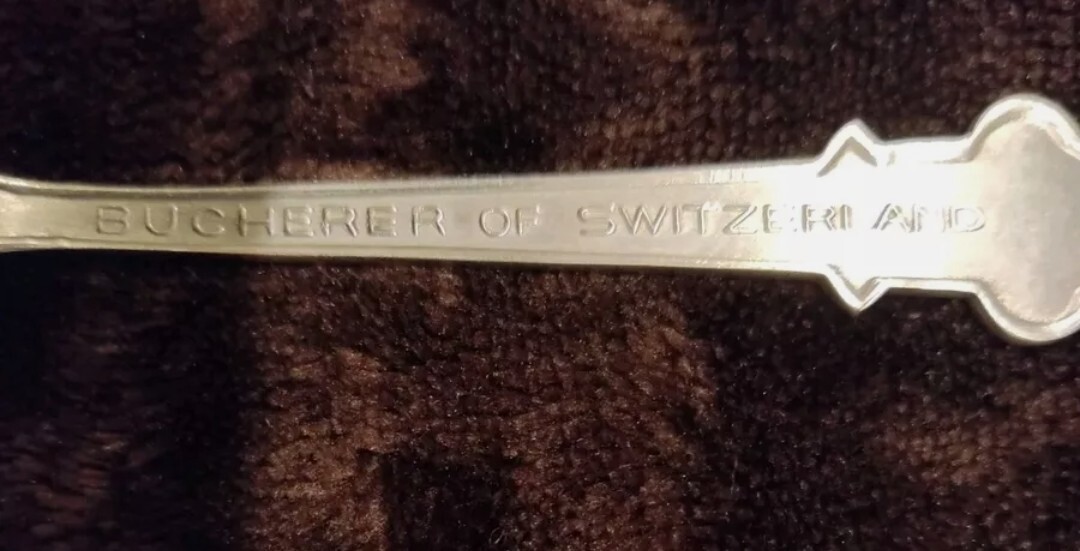 BUCHERER OF SWITZERLAND